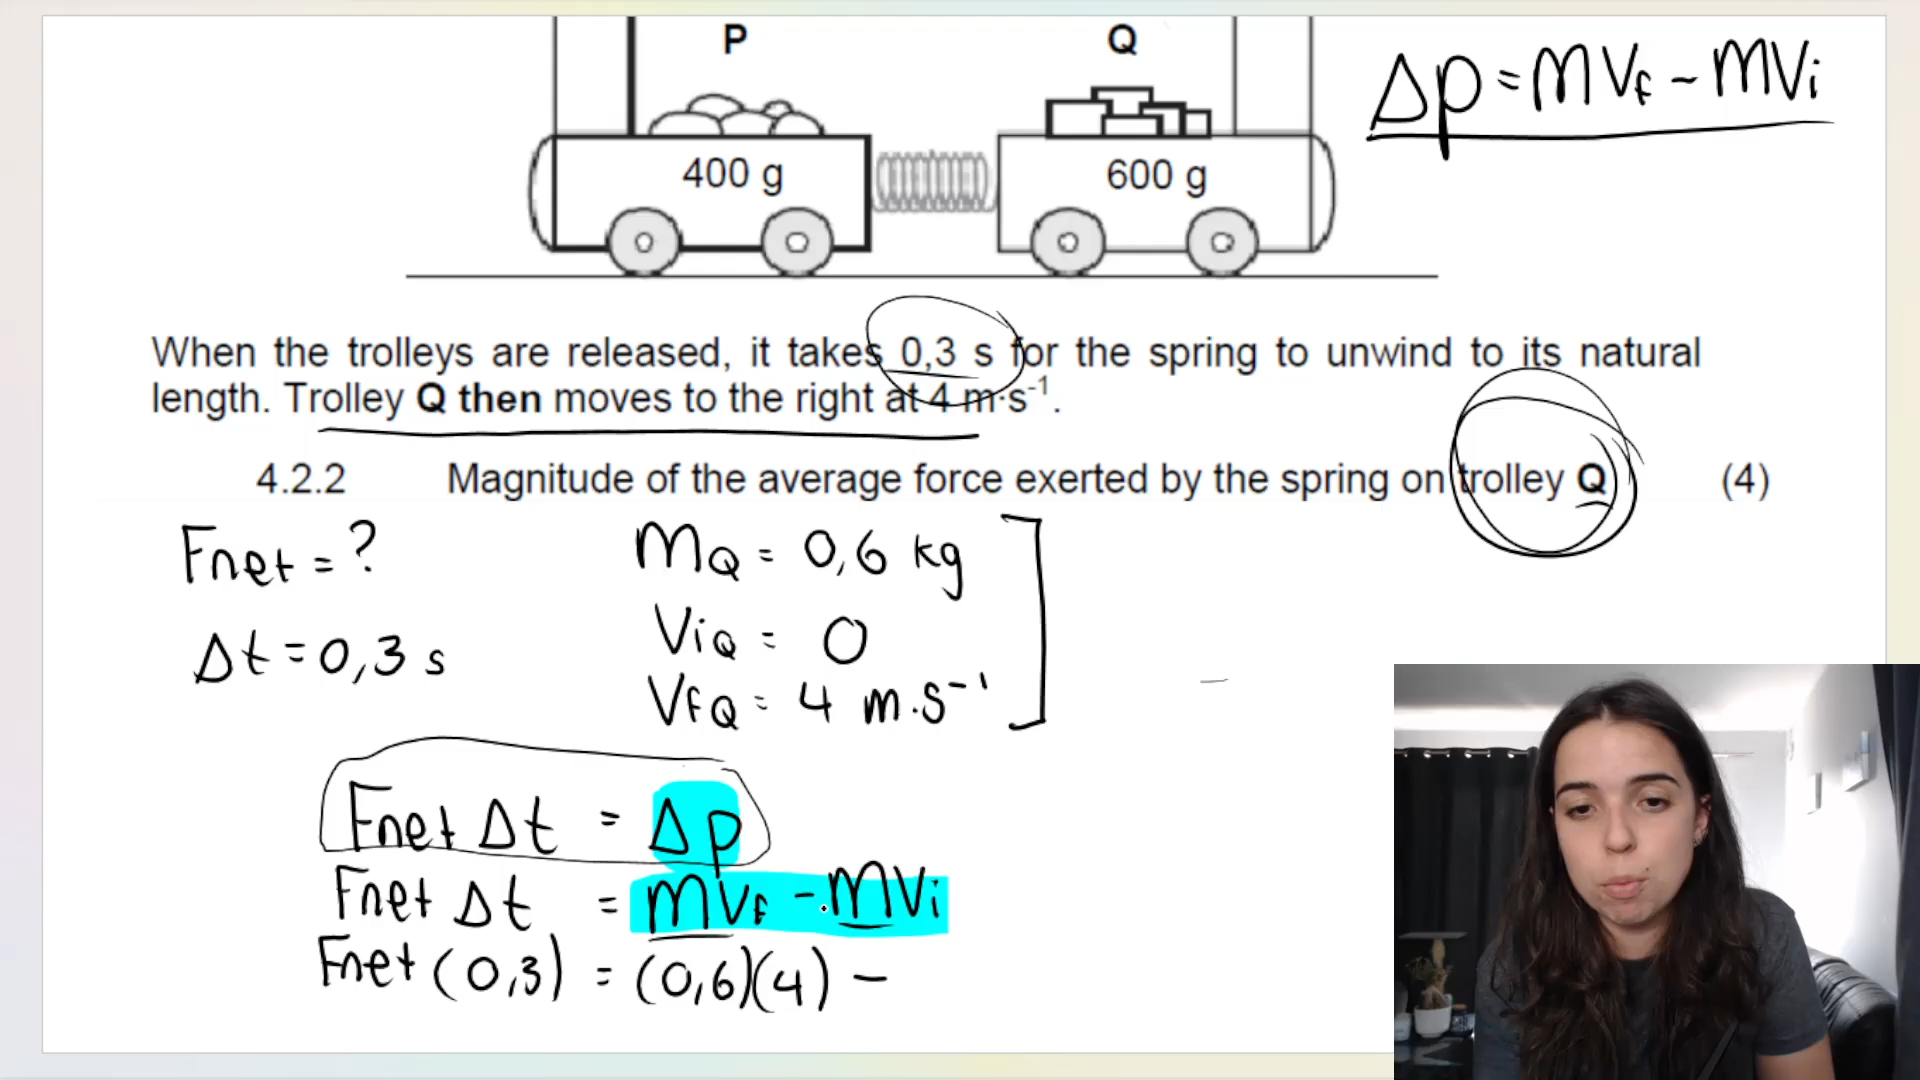 P Q
Δp = mVf - mVi
400 g 600 g
When the trolleys are released, it takes 0,3 s for the spring to unwind to its natural
length. Trolley Q then moves to the right at 4 m·s⁻¹.
4.2.2 Magnitude of the average force exerted by the spring on trolley Q (4)
Fnet = ? mQ = 0,6 kg
Δt = 0,3 s ViQ = 0
VfQ = 4 m.s⁻¹
Fnet Δt = Δp
Fnet Δt = mVf - mVi
Fnet (0,3) = (0,6)(4) -